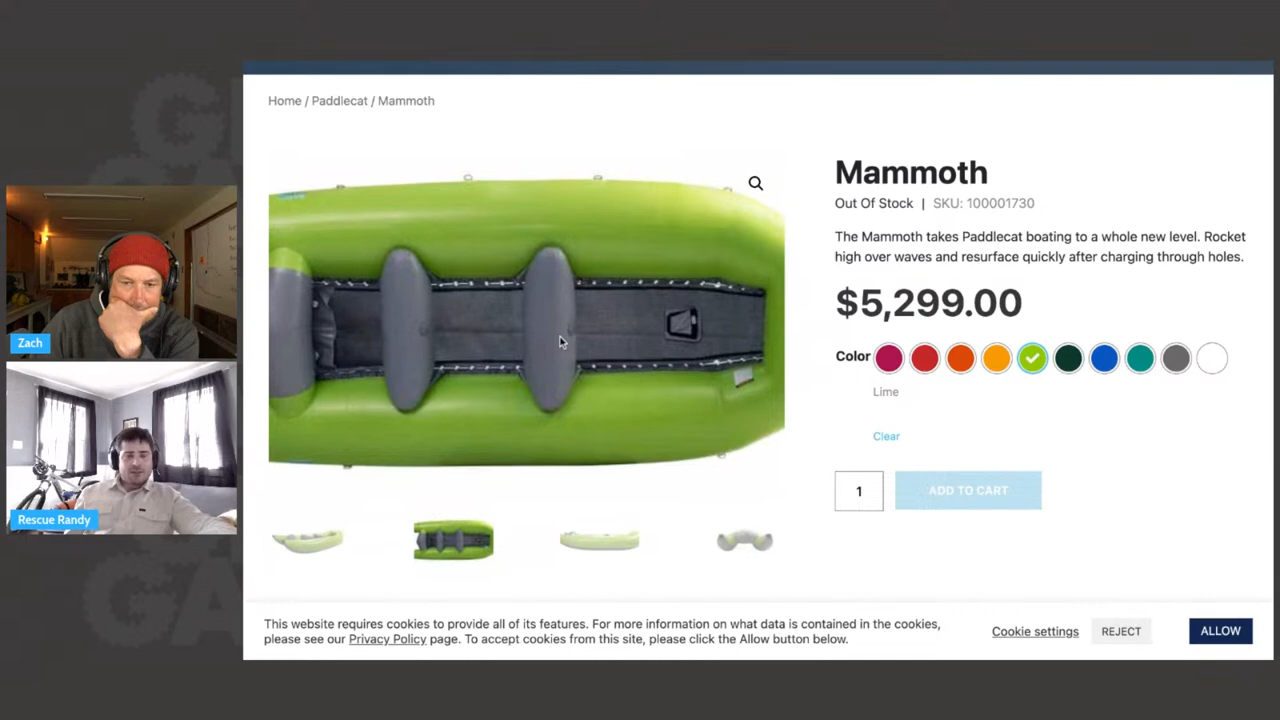 Home / Paddlecat / Mammoth
Mammoth
Out Of Stock | SKU: 100001730
The Mammoth takes Paddlecat boating to a whole new level. Rocket
high over waves and resurface quickly after charging through holes.
$5,299.00
Color
Lime
Clear
1
ADD TO CART
Zach
Rescue Randy
This website requires cookies to provide all of its features. For more information on what data is contained in the cookies,
please see our Privacy Policy page. To accept cookies from this site, please click the Allow button below.
Cookie settings
REJECT
ALLOW